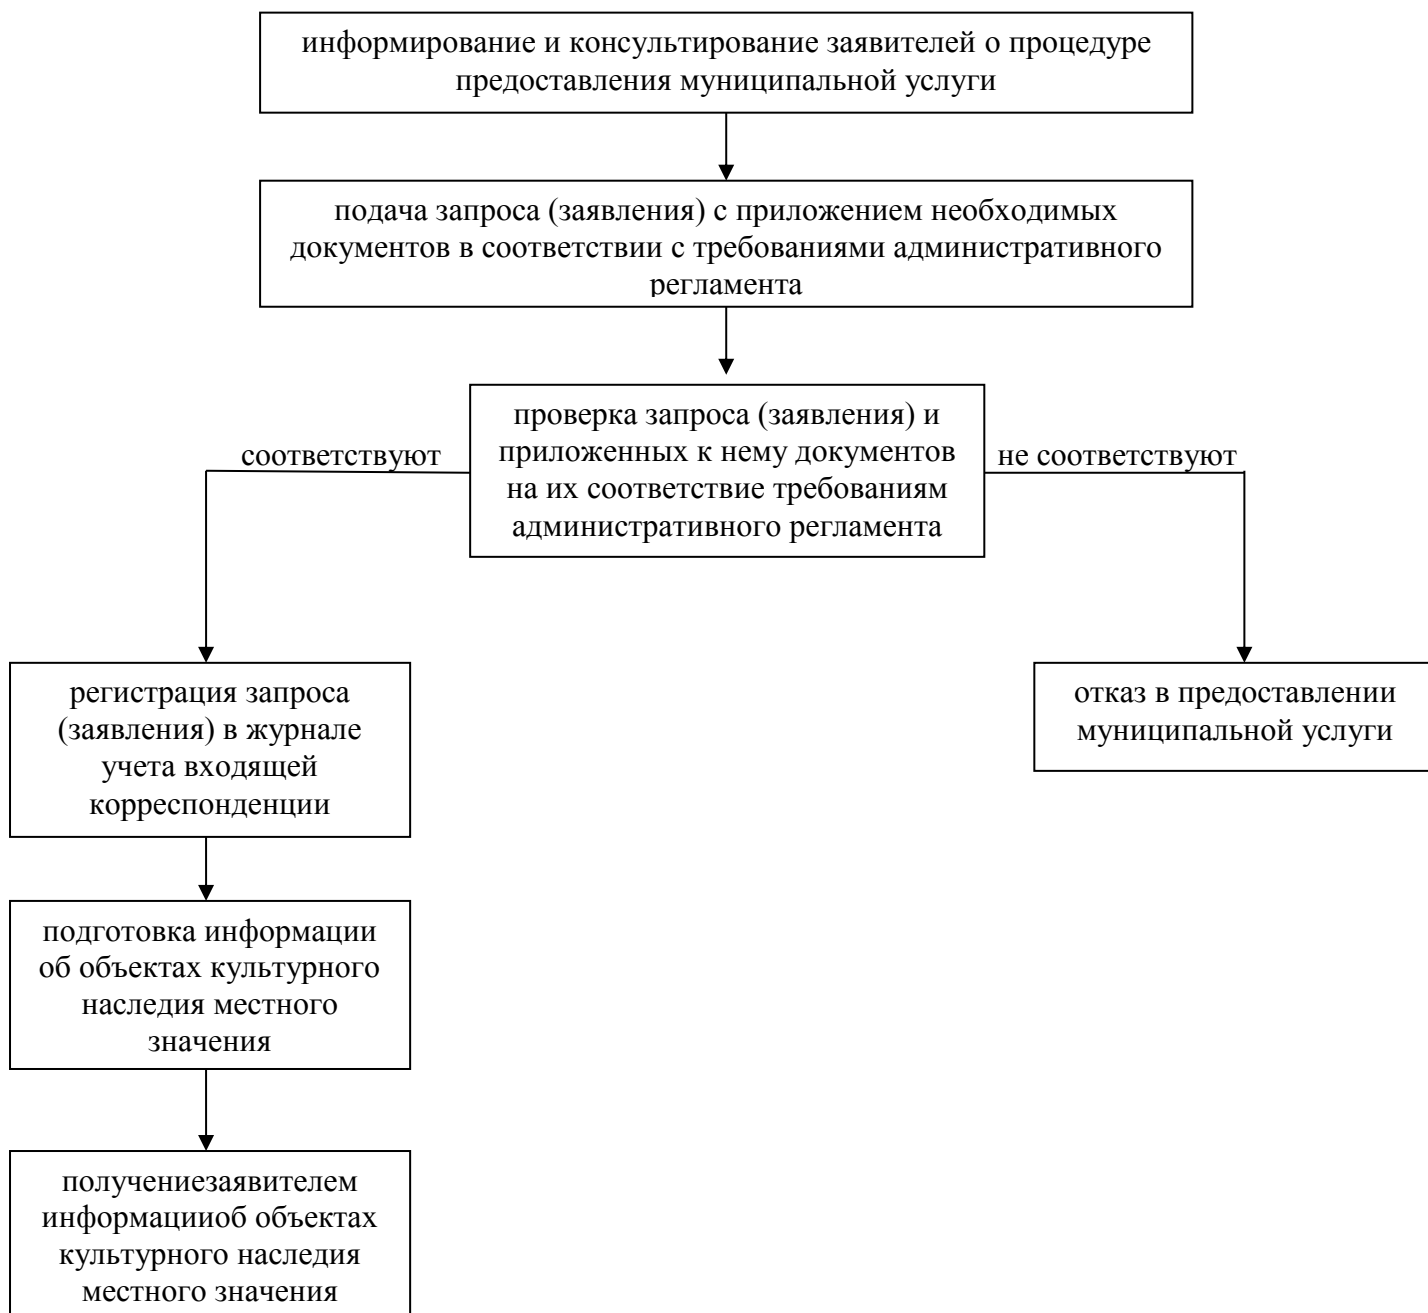 информирование и консультирование заявителей о процедуре
предоставления муниципальной услуги
подача запроса (заявления) с приложением необходимых
документов в соответствии с требованиями административного
регламента
проверка запроса (заявления) и
приложенных к нему документов
на их соответствие требованиям
административного регламента
соответствуют
не соответствуют
регистрация запроса
(заявления) в журнале
учета входящей
корреспонденции
отказ в предоставлении
муниципальной услуги
подготовка информации
об объектах культурного
наследия местного
значения
получениезаявителем
информацииоб объектах
культурного наследия
местного значения